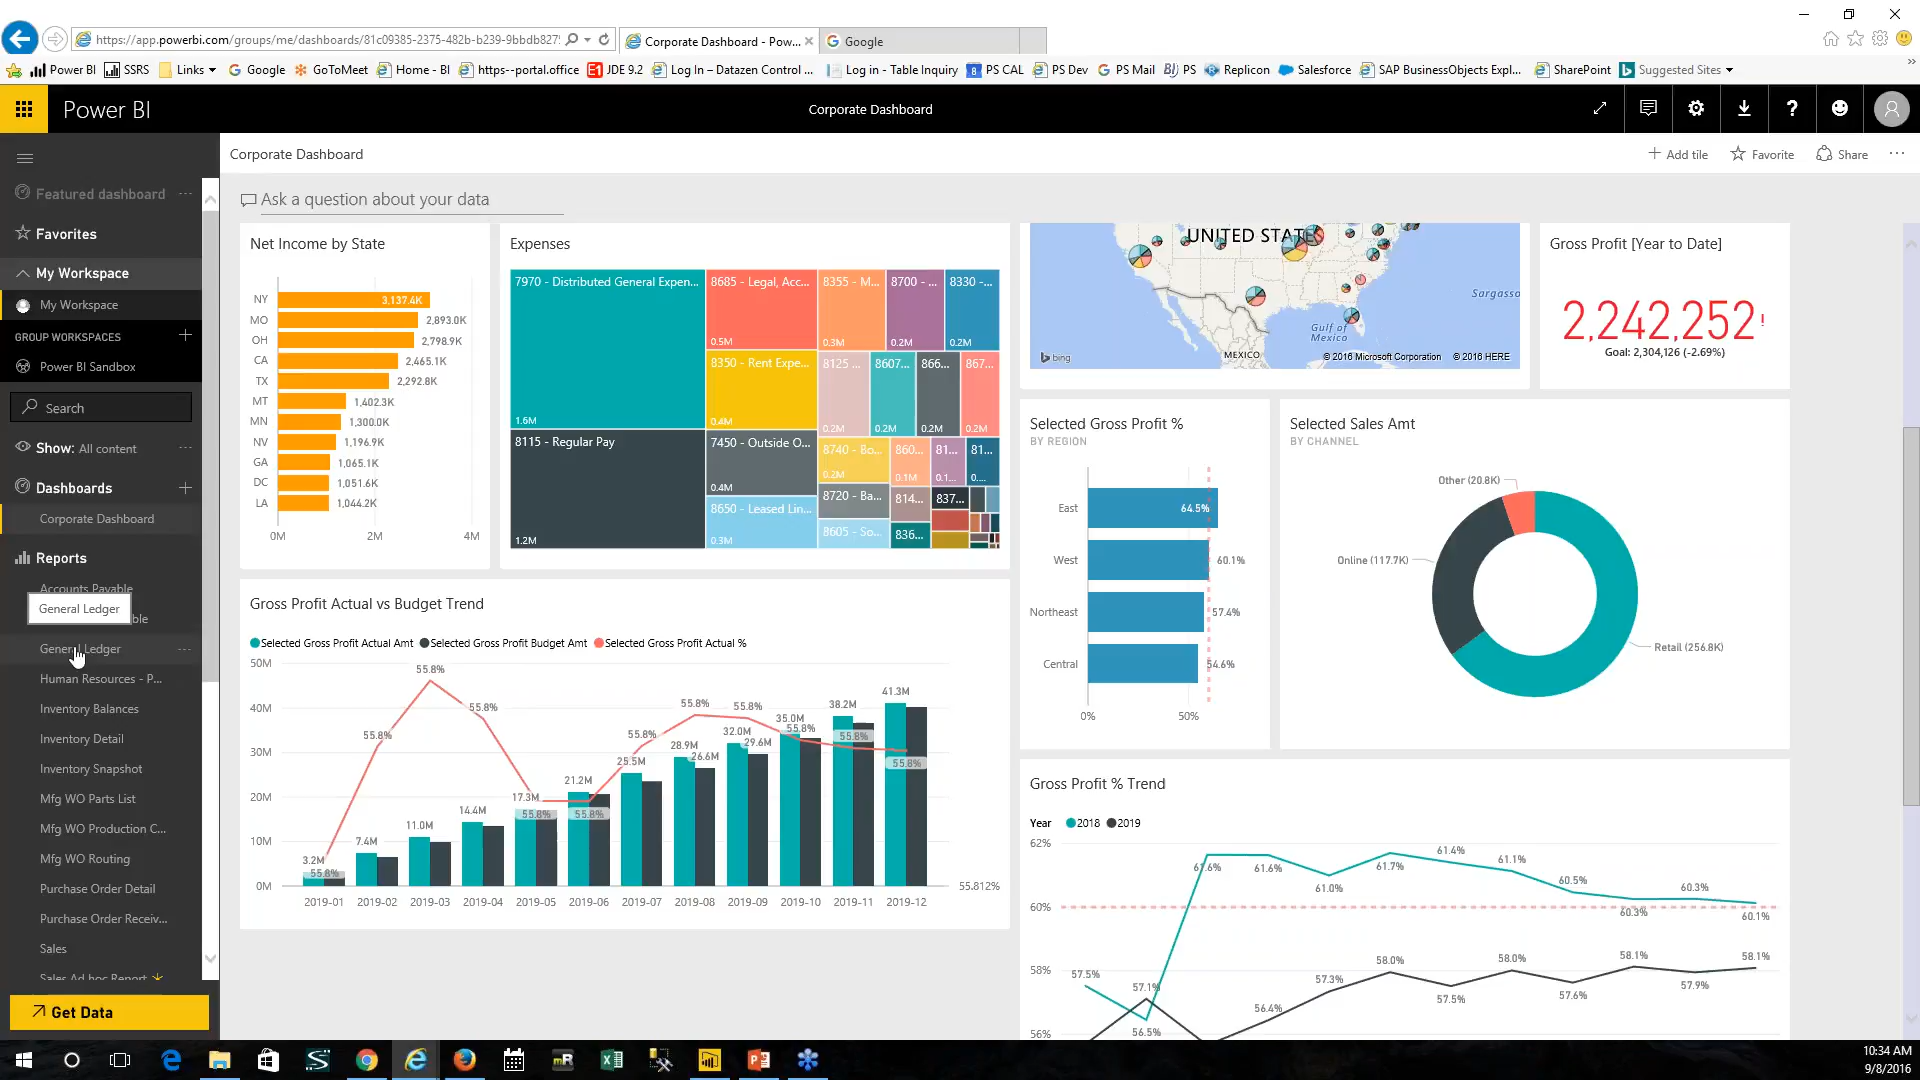 https://app.powerbi.com/groups/me/dashboards/81c09385-2375-482b-b239-9bbdb827
Corporate Dashboard - Pow...
Google
Power BI
SSRS
Links
Google
GoToMeet
Home - BI
https--portal.office
JDE 9.2
Log In – Datazen Control ...
Log in - Table Inquiry
PS CAL
PS Dev
PS Mail
PS
Replicon
Salesforce
SAP BusinessObjects Expl...
SharePoint
Suggested Sites
Power BI
Corporate Dashboard
Corporate Dashboard
Add tile
Favorite
Share
Featured dashboard
Favorites
My Workspace
My Workspace
GROUP WORKSPACES
Power BI Sandbox
Search
Show: All content
Dashboards
Corporate Dashboard
Reports
Accounts Payable
General Ledger
ble
General Ledger
Human Resources - P...
Inventory Balances
Inventory Detail
Inventory Snapshot
Mfg WO Parts List
Mfg WO Production C...
Mfg WO Routing
Purchase Order Detail
Purchase Order Receiv...
Sales
Sales Ad hoc Report
Get Data
Ask a question about your data
Net Income by State
NY 3,137.4K
MO 2,893.0K
OH 2,798.9K
CA 2,465.1K
TX 2,292.8K
MT 1,402.3K
MN 1,300.0K
NV 1,196.9K
GA 1,065.1K
DC 1,051.6K
LA 1,044.2K
0M 2M 4M
Expenses
7970 - Distributed General Expen...
1.6M
8115 - Regular Pay
1.2M
8685 - Legal, Acc...
0.5M
8350 - Rent Expe...
0.4M
7450 - Outside O...
0.4M
8650 - Leased Lin...
0.3M
8355 - M...
0.3M
8700 - ...
0.2M
8330 -...
0.2M
8125 ...
0.2M
8607...
0.2M
866...
0.2M
867...
0.2M
8740 - Bo...
0.2M
860...
0.1M
81...
0.1...
81...
0....
8720 - Ba...
814...
837...
8605 - So...
836...
UNITED STATES
Sargasso
Gulf of
Mexico
MEXICO
bing
© 2016 Microsoft Corporation © 2016 HERE
Gross Profit [Year to Date]
2,242,252!
Goal: 2,304,126 (-2.69%)
Selected Gross Profit %
BY REGION
East 64.5%
West 60.1%
Northeast 57.4%
Central 54.6%
0% 50%
Selected Sales Amt
BY CHANNEL
Other (20.8K)
Online (117.7K)
Retail (256.8K)
Gross Profit Actual vs Budget Trend
Selected Gross Profit Actual Amt Selected Gross Profit Budget Amt Selected Gross Profit Actual %
50M
40M
30M
20M
10M
0M
3.2M
55.8%
7.4M
55.8%
11.0M
55.8%
14.4M
55.8%
17.3M
55.8%
21.2M
55.8%
25.5M
55.8%
28.9M
55.8%
26.6M
32.0M
55.8%
29.6M
35.0M
55.8%
38.2M
55.8%
41.3M
55.8%
55.812%
2019-01 2019-02 2019-03 2019-04 2019-05 2019-06 2019-07 2019-08 2019-09 2019-10 2019-11 2019-12
Gross Profit % Trend
Year 2018 2019
62%
60%
58%
56%
57.5%
56.5%
61.6%
61.6%
61.0%
61.7%
61.4%
61.1%
60.5%
60.3%
60.3%
60.1%
57.1%
56.4%
57.3%
58.0%
57.5%
58.0%
57.6%
58.1%
57.9%
58.1%
10:34 AM
9/8/2016